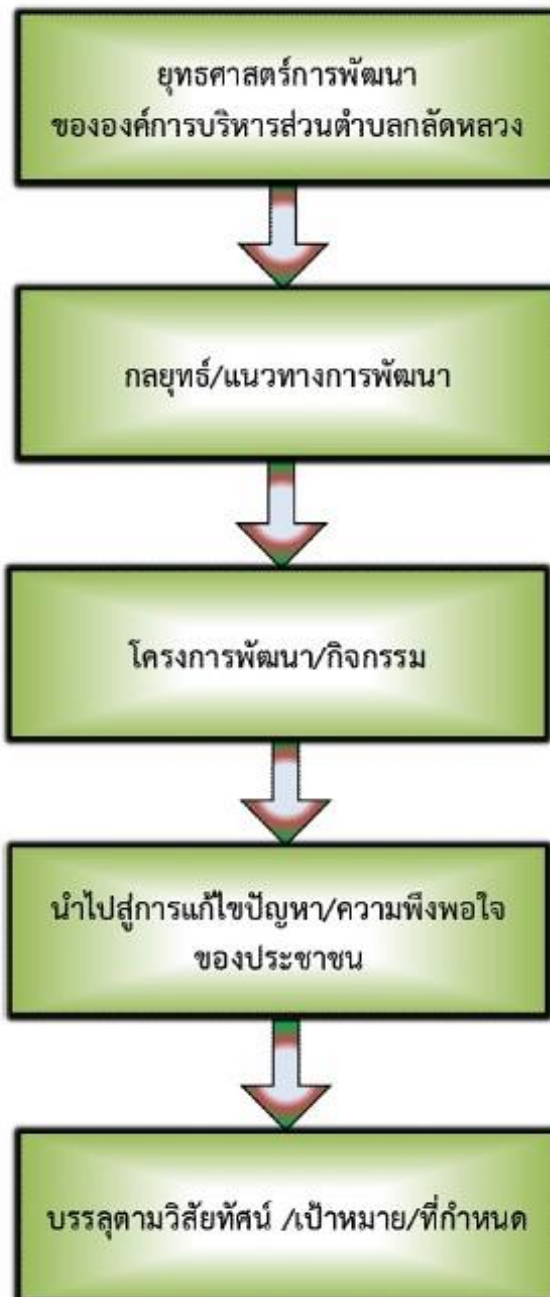 ยุทธศาสตร์การพัฒนา
ขององค์การบริหารส่วนตำบลกลัดหลวง
กลยุทธ์/แนวทางการพัฒนา
โครงการพัฒนา/กิจกรรม
นำไปสู่การแก้ไขปัญหา/ความพึงพอใจ
ของประชาชน
บรรลุตามวิสัยทัศน์ /เป้าหมาย/ที่กำหนด